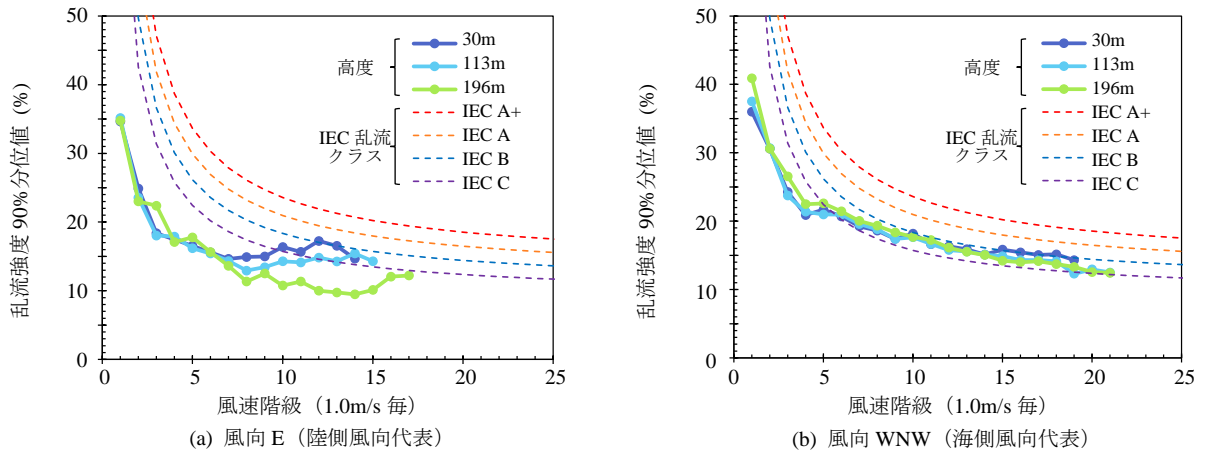 50
40
30
20
10
0
乱流強度 90%分位値 (%)
高度
30m
113m
196m
IEC 乱流
クラス
IEC A+
IEC A
IEC B
IEC C
0
5
10
15
20
25
風速階級（1.0m/s 毎）
(a) 風向 E（陸側風向代表）
50
40
30
20
10
0
乱流強度 90%分位値 (%)
高度
30m
113m
196m
IEC 乱流
クラス
IEC A+
IEC A
IEC B
IEC C
0
5
10
15
20
25
風速階級（1.0m/s 毎）
(b) 風向 WNW（海側風向代表）